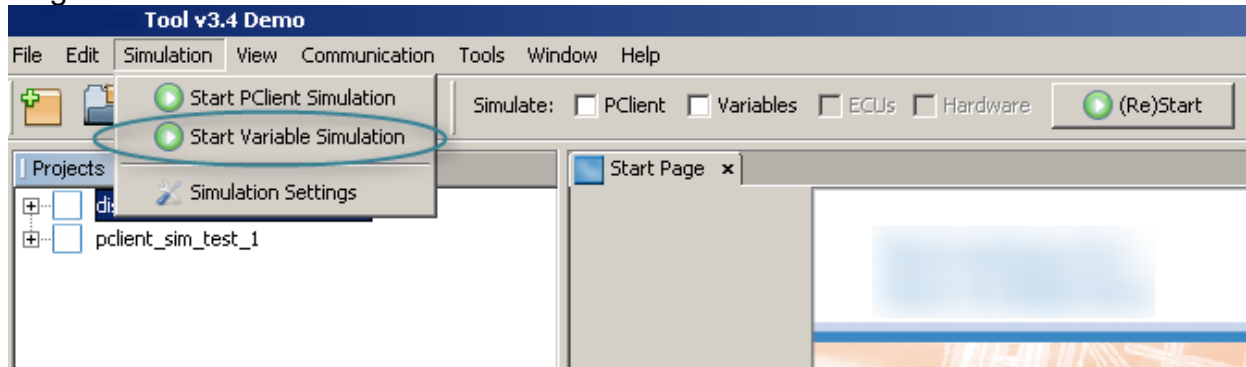 Tool v3.4 Demo
File Edit Simulation View Communication Tools Window Help
Start PClient Simulation
Start Variable Simulation
Simulation Settings
Simulate: PClient Variables ECUs Hardware (Re)Start
Projects
Start Page x
pclient_sim_test_1